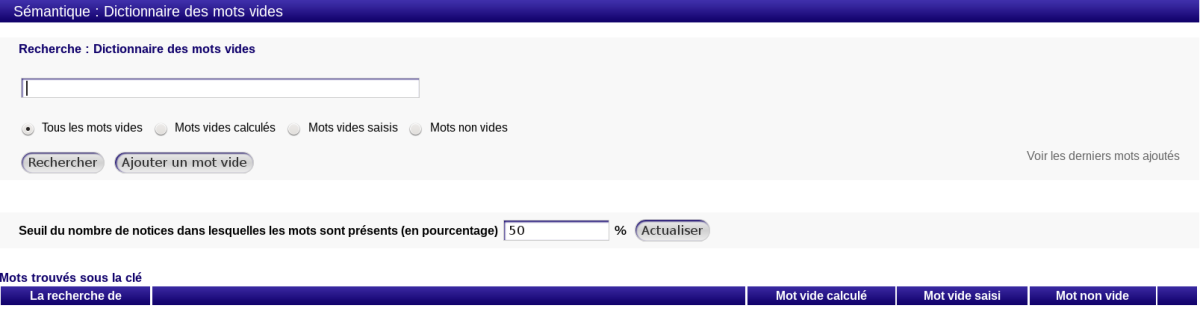 Sémantique : Dictionnaire des mots vides
Recherche : Dictionnaire des mots vides
Tous les mots vides Mots vides calculés Mots vides saisis Mots non vides
Rechercher Ajouter un mot vide Voir les derniers mots ajoutés
Seuil du nombre de notices dans lesquelles les mots sont présents (en pourcentage) 50 % Actualiser
Mots trouvés sous la clé
La recherche de Mot vide calculé Mot vide saisi Mot non vide